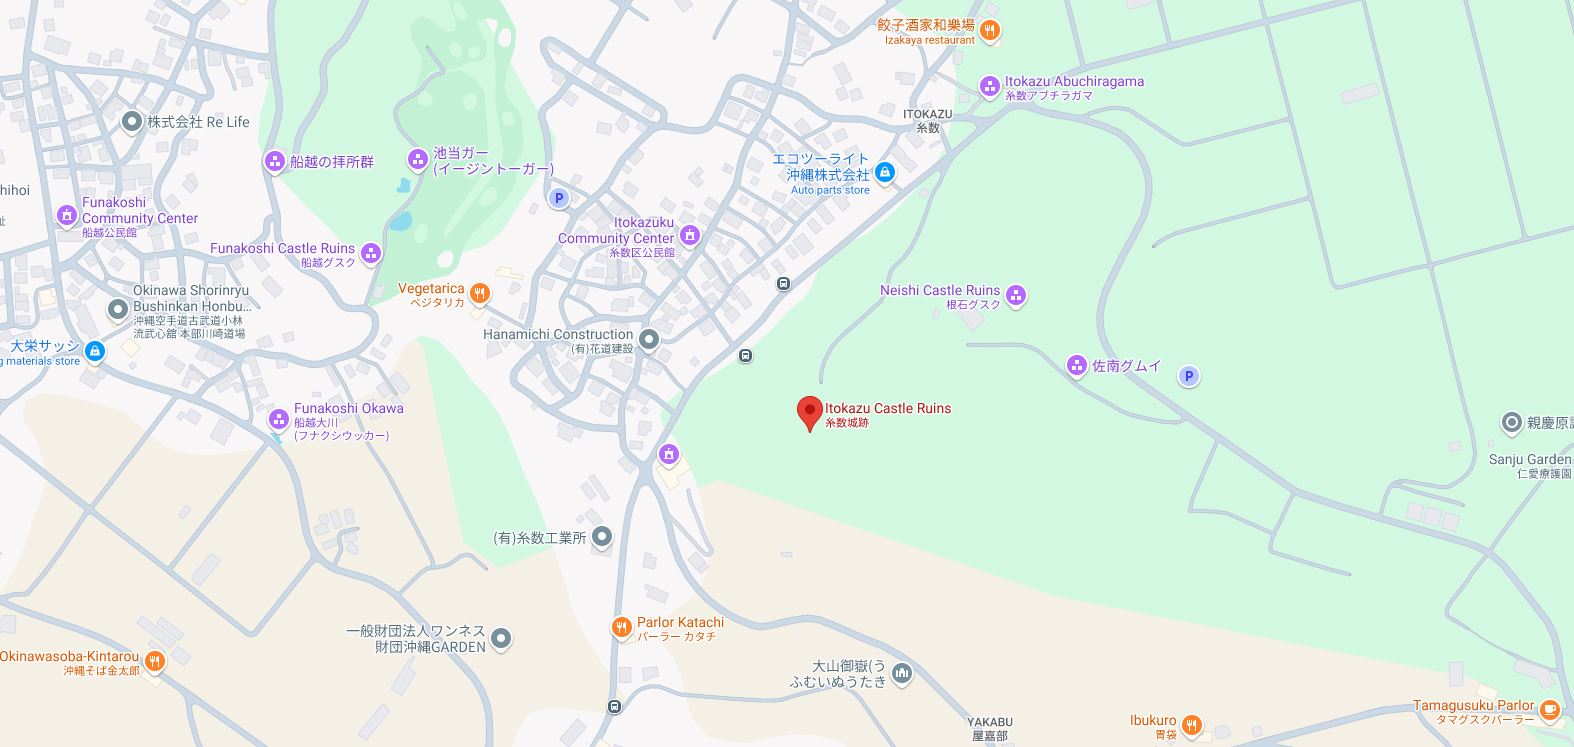 餃子酒家和樂場
Izakaya restaurant
Itokazu Abuchiragama
糸数アブチラガマ
ITOKAZU
糸数
株式会社 Re Life
船越の拝所群
池当ガー
(イージントーガー)
エコツーライト
沖縄株式会社
Auto parts store
P
hihoi
Funakoshi
Community Center
船越公民館
Itokazuku
Community Center
糸数区公民館
Funakoshi Castle Ruins
船越グスク
Vegetarica
ベジタリカ
Okinawa Shorinryu
Bushinkan Honbu...
沖縄空手道古武道小林
流武心舘 本部川崎道場
Neishi Castle Ruins
根石グスク
Hanamichi Construction
(有)花道建設
大栄サッシ
g materials store
佐南グムイ
P
Funakoshi Okawa
船越大川
(フナクシウッカー)
Itokazu Castle Ruins
糸数城跡
親慶原
Sanju Garden
仁愛療護園
(有)糸数工業所
一般財団法人ワンネス
財団沖縄GARDEN
Parlor Katachi
パーラー カタチ
Okinawasoba-Kintarou
沖縄そば金太郎
大山御嶽(う
ふむいぬうたき
YAKABU
屋嘉部
Ibukuro
胃袋
Tamagusuku Parlor
タマグスクパーラー